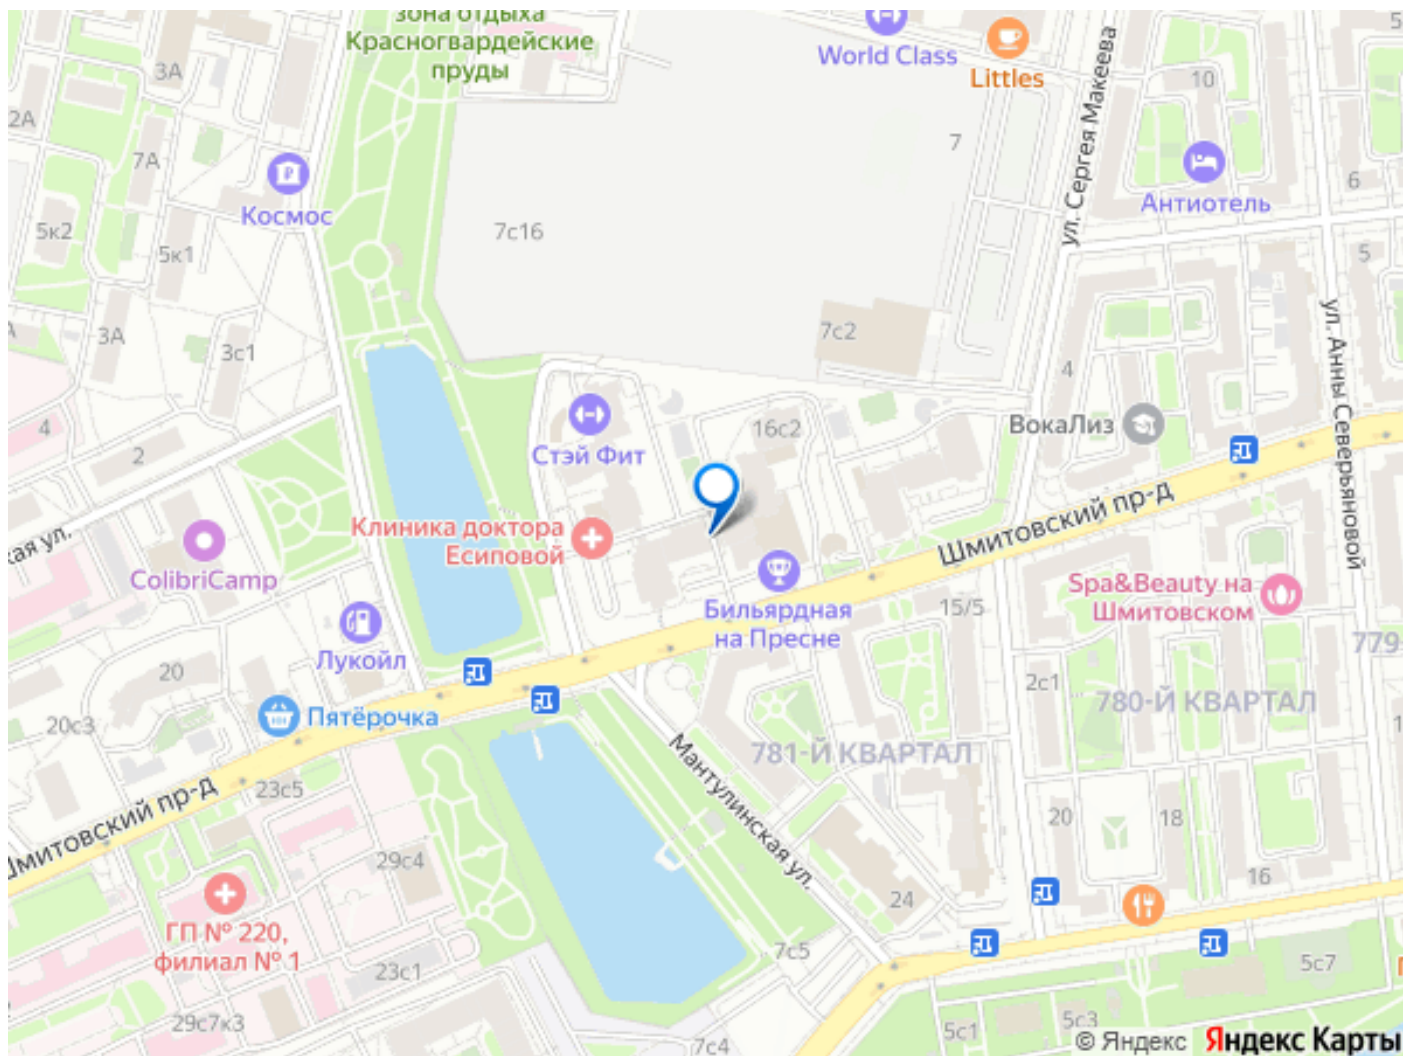 зона отдыха
Красногвардейские
пруды
World Class
Littles
3А
10
2А
7А
7
ул. Сергея Макеева
Антиотель
6
Космос
5к2
5к1
7с16
5
3А
3с1
7с2
ул. Анны Северьяновой
4
4
2
Стэй Фит
16с2
ВокаЛиз
Шмитовский пр-д
Клиника доктора
Есиповой
ColibriCamp
Бильярдная
на Пресне
15/5
Spa&Beauty на
Шмитовском
Лукойл
779-
20
2с1
780-Й КВАРТАЛ
20с3
Пятёрочка
781-Й КВАРТАЛ
Мантулинская ул.
Шмитовский пр-д
23с5
20
18
29с4
16
24
ГП № 220,
филиал № 1
23с1
7с5
5с7
29с7к3
7с4
5с1
5с3
© Яндекс Яндекс Карты